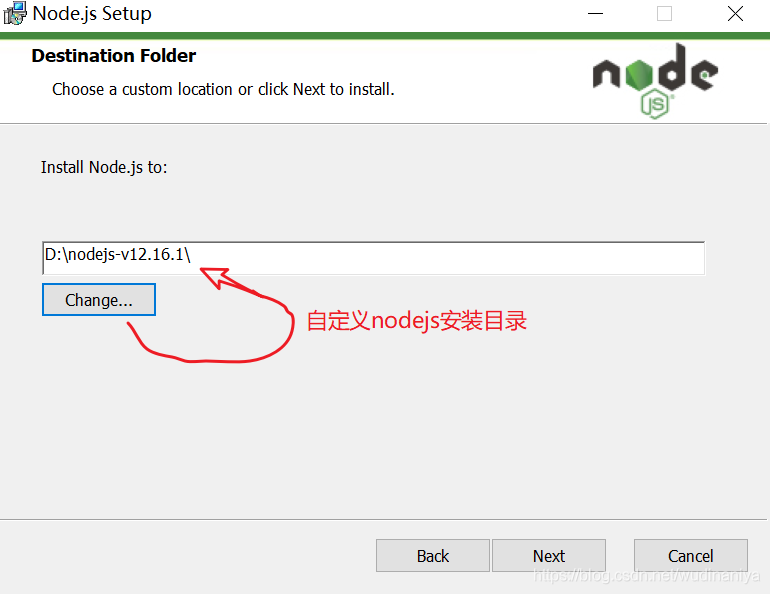 Node.js Setup
Destination Folder
Choose a custom location or click Next to install.
node
JS
Install Node.js to:
D:\nodejs-v12.16.1\
Change...
自定义nodejs安装目录
Back
Next
Cancel
https://blog.csdn.net/wudinaniya